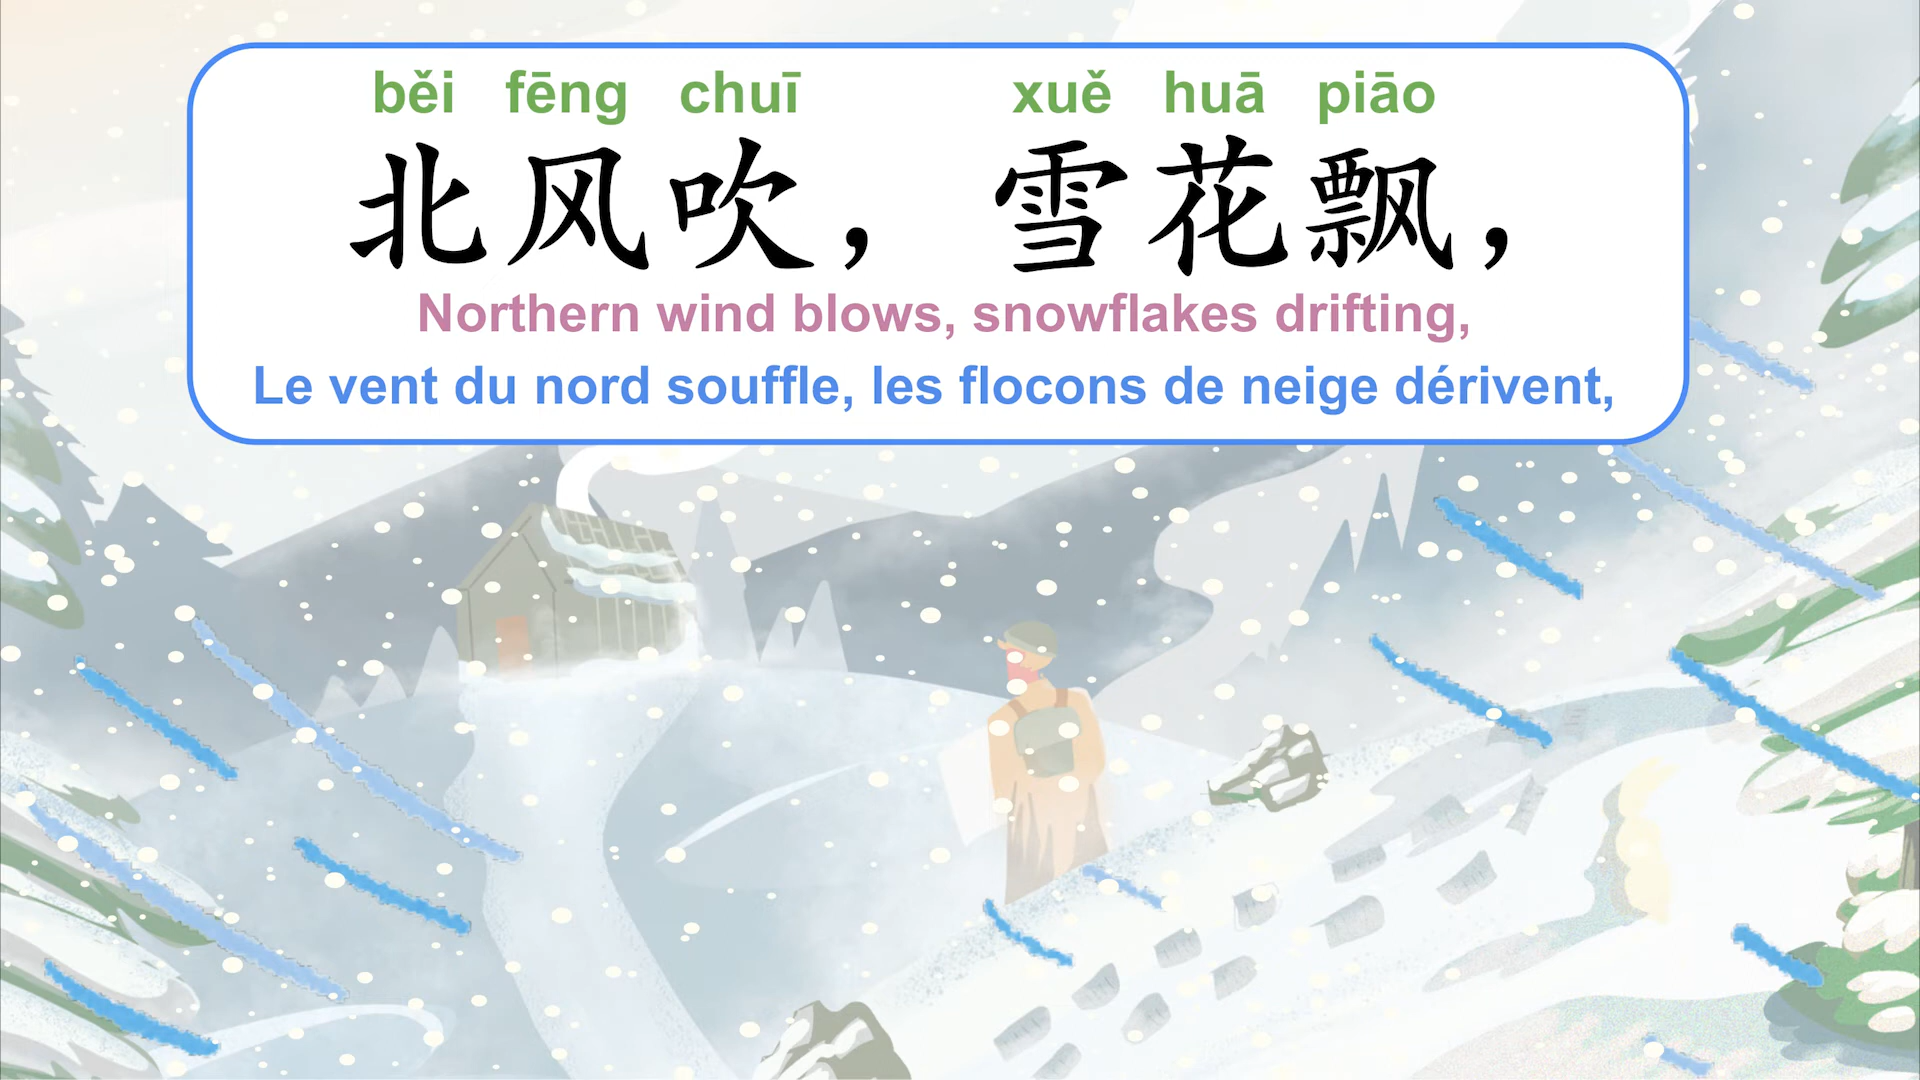 běi fēng chuī xuě huā piāo
北风吹，雪花飘，
Northern wind blows, snowflakes drifting,
Le vent du nord souffle, les flocons de neige dérivent,